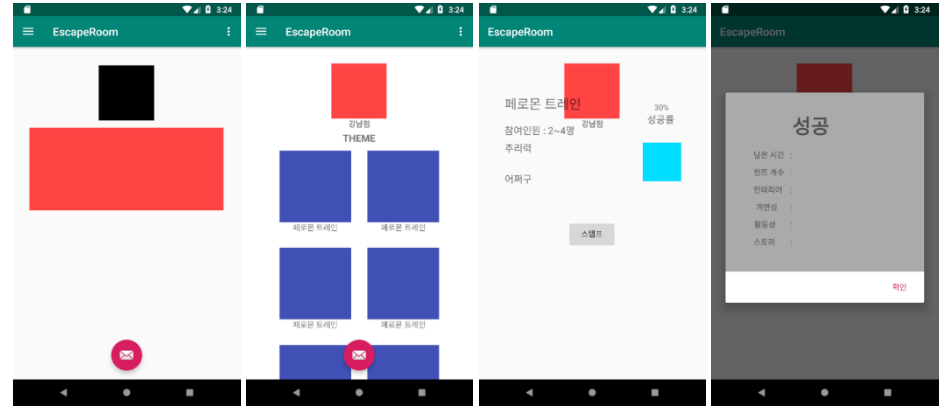 3:24
EscapeRoom
3:24
EscapeRoom
강남점
THEME
페로몬 트레인
페로몬 트레인
페로몬 트레인
페로몬 트레인
3:24
EscapeRoom
페로몬 트레인
30%
성공률
강남점
참여인원 : 2~4명
추리력
어쩌구
스탬프
3:24
EscapeRoom
성공
남은 시간 :
힌트 개수 :
인테리어 :
개연성 :
활동성 :
스토리 :
확인